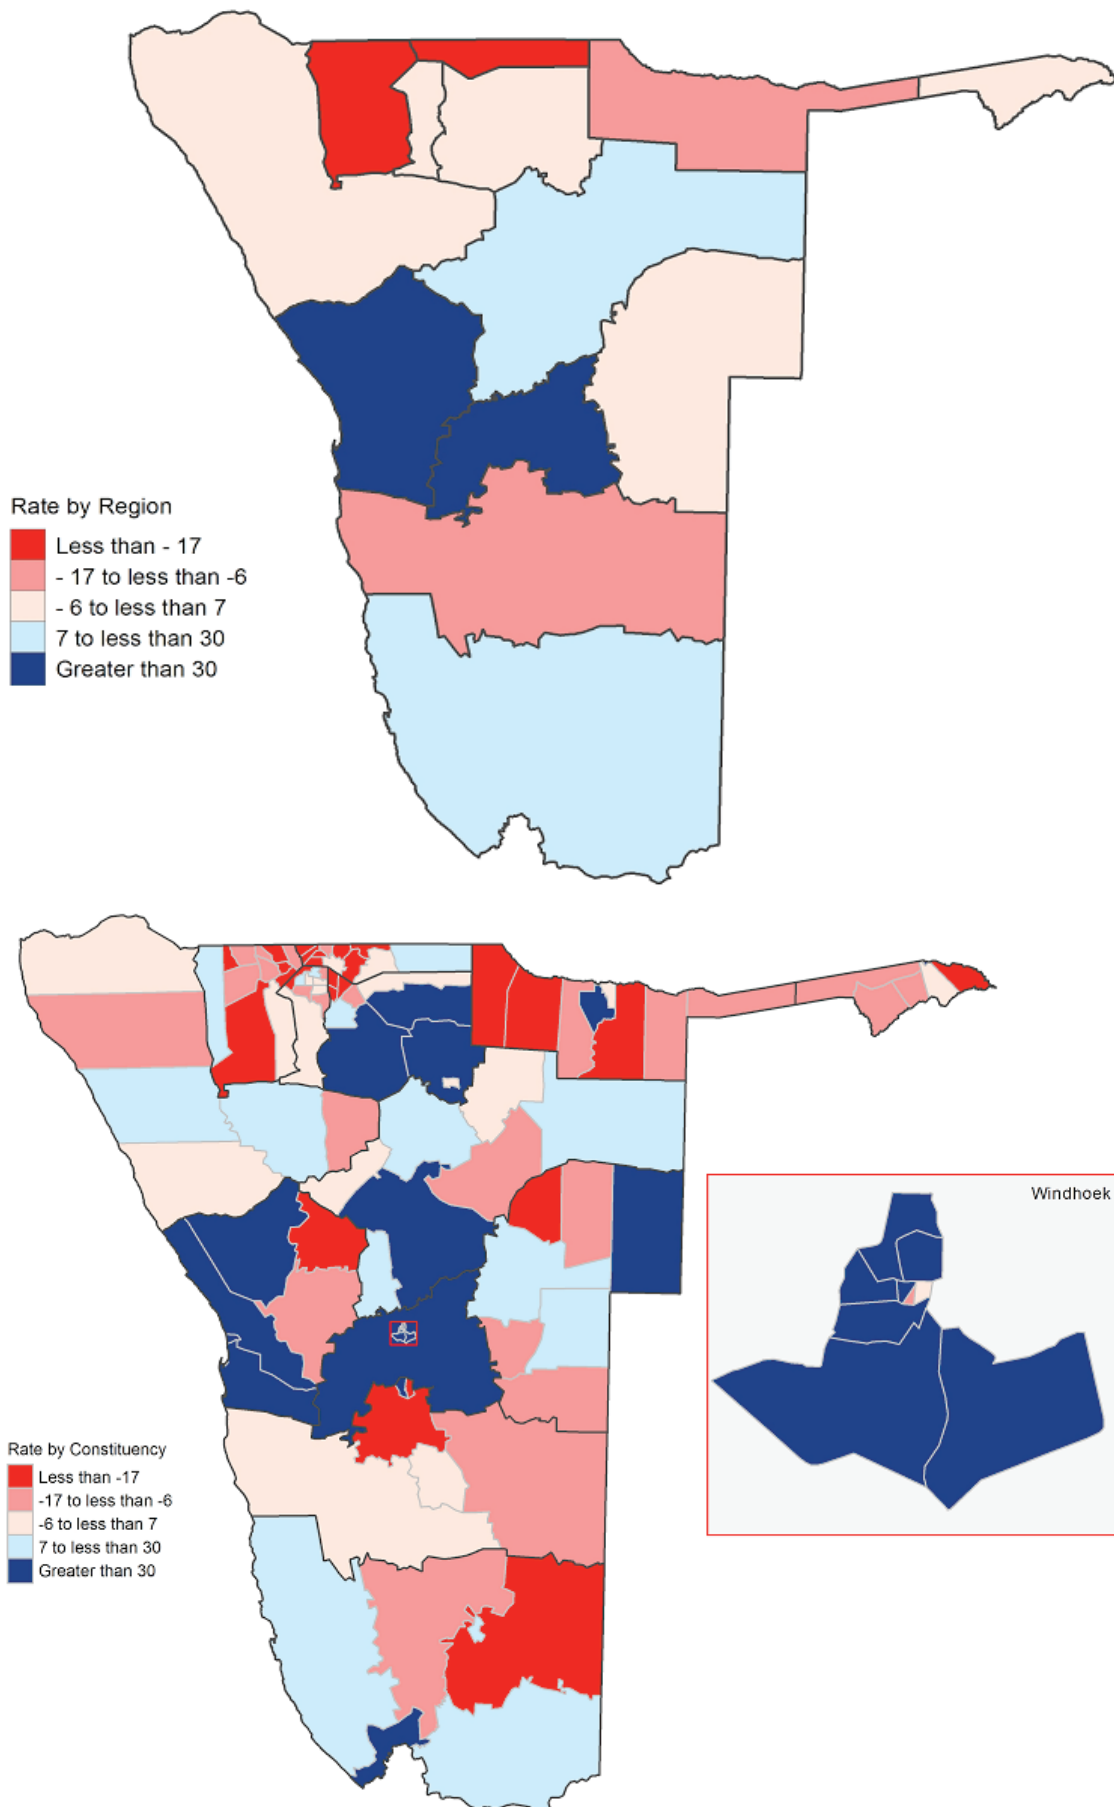 Rate by Region
Less than - 17
- 17 to less than -6
- 6 to less than 7
7 to less than 30
Greater than 30
Windhoek
Rate by Constituency
Less than -17
-17 to less than -6
-6 to less than 7
7 to less than 30
Greater than 30